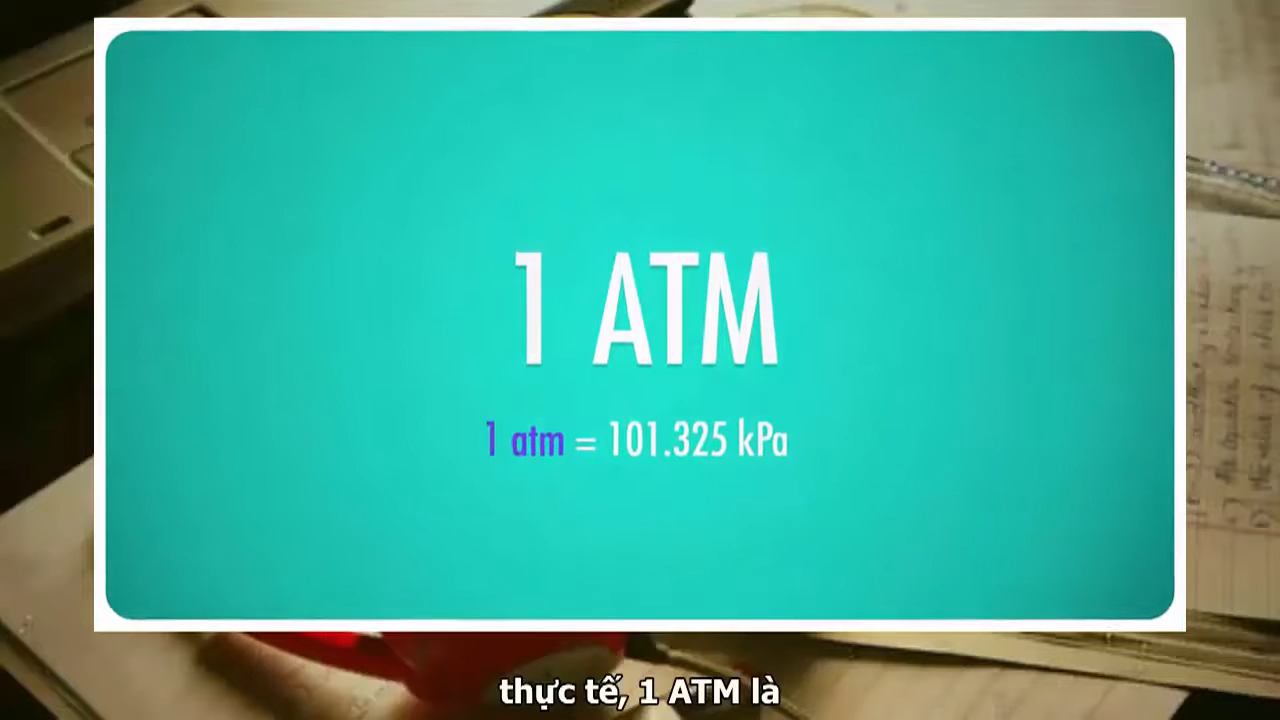 1 ATM
1 atm = 101.325 kPa
thực tế, 1 ATM là